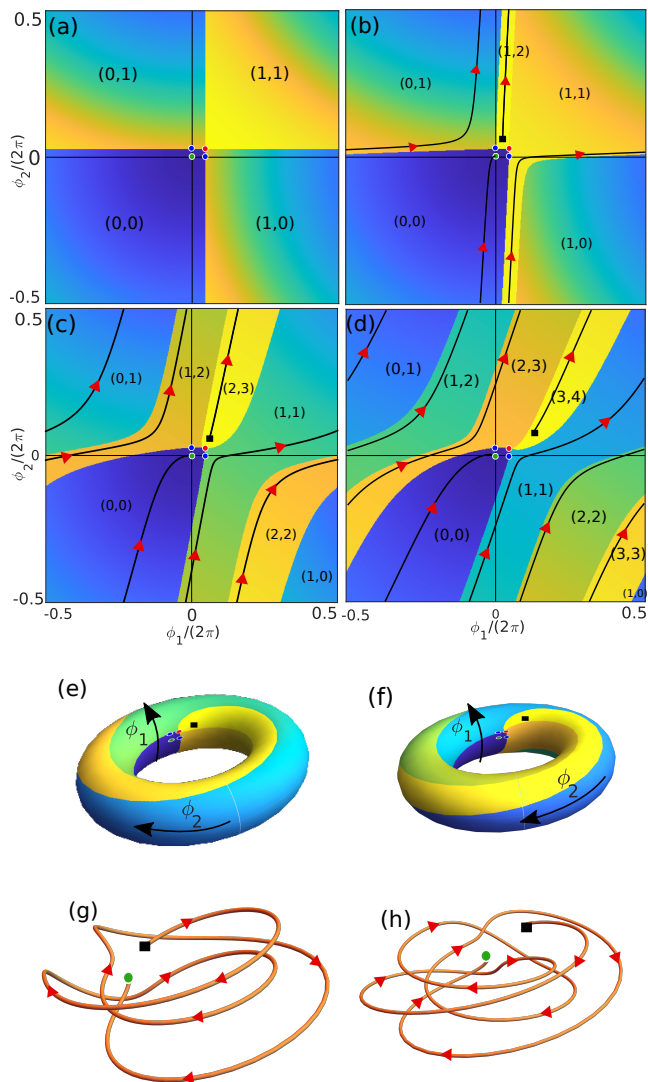 0.5
(a)
(b)
(0,1)
(1,1)
(0,1)
(1,2)
(1,1)
ϕ2/(2π)
0
(0,0)
(1,0)
(0,0)
(1,0)
-0.5
0.5
(c)
(d)
(0,1)
(1,2)
(2,3)
(1,1)
(0,1)
(1,2)
(2,3)
(3,4)
ϕ2/(2π)
0
(0,0)
(2,2)
(1,0)
(0,0)
(1,1)
(2,2)
(3,3)
(1,0)
-0.5
-0.5
0
0.5
-0.5
0
0.5
ϕ1/(2π)
ϕ1/(2π)
(e)
(f)
ϕ1
ϕ2
ϕ1
ϕ2
(g)
(h)